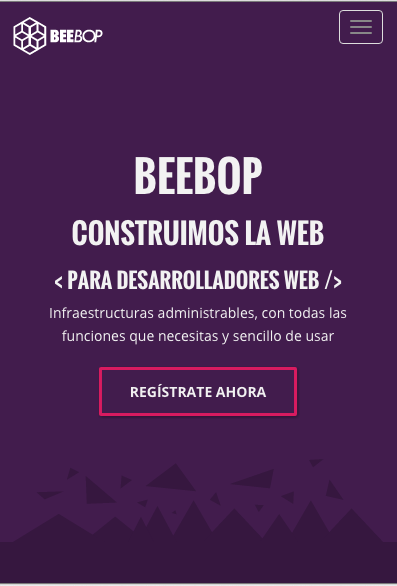 BEEBOP
BEEBOP
CONSTRUIMOS LA WEB
< PARA DESARROLLADORES WEB />
Infraestructuras administrables, con todas las
funciones que necesitas y sencillo de usar
REGÍSTRATE AHORA